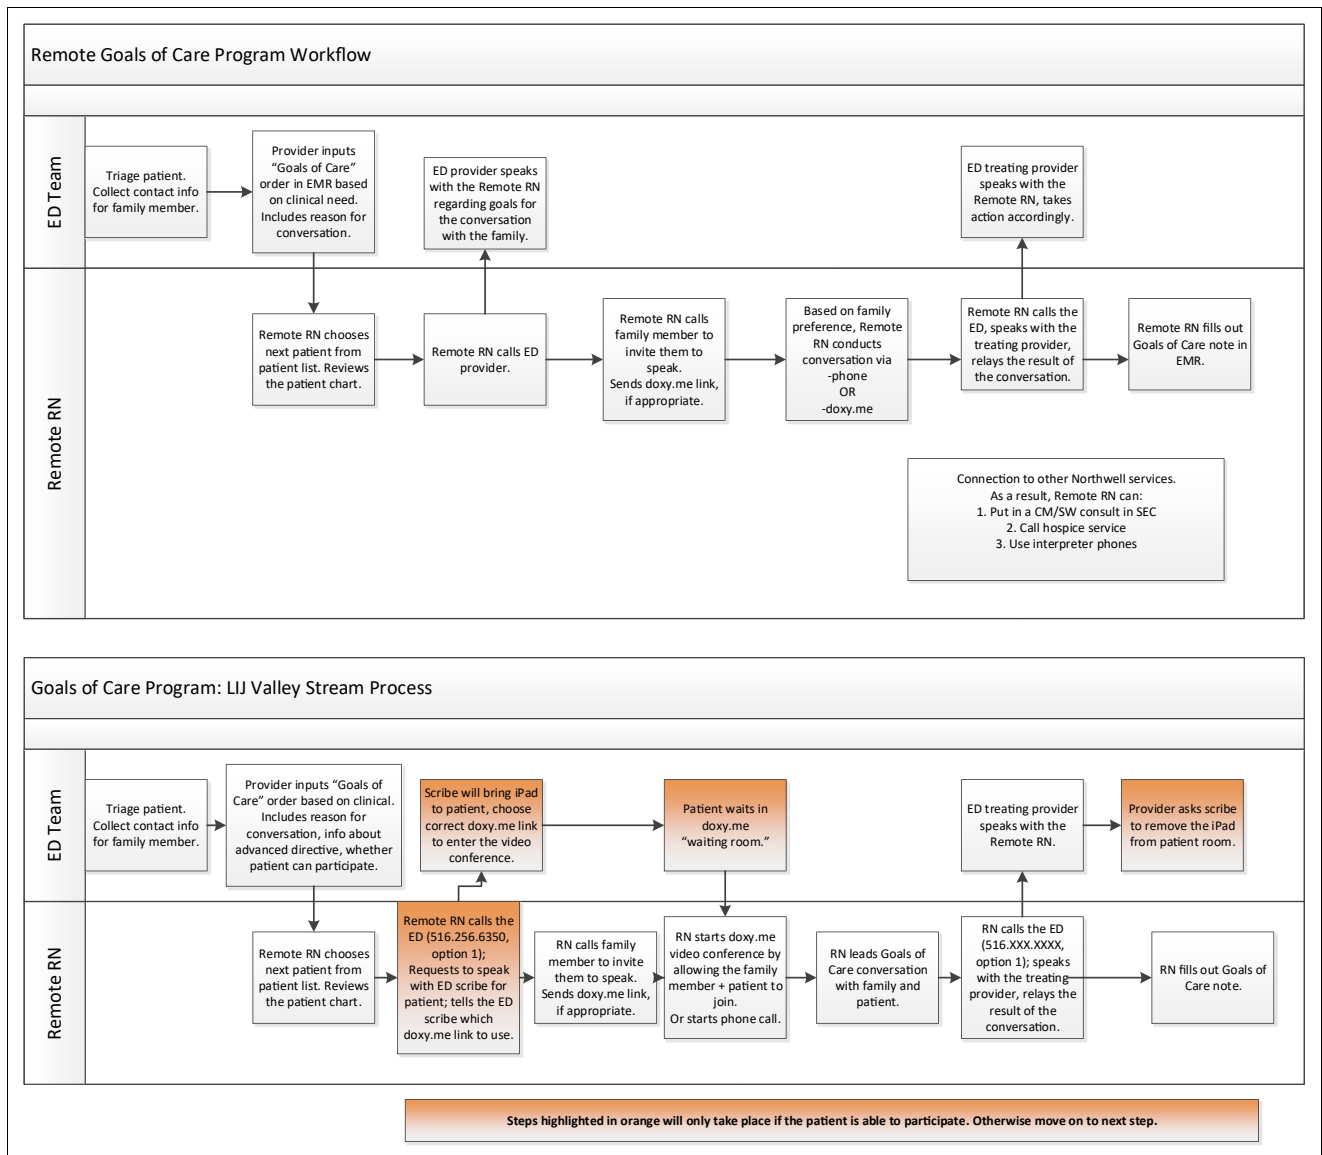 Remote Goals of Care Program Workflow
ED Team
Triage patient.
Collect contact info
for family member.
Provider inputs
“Goals of Care”
order in EMR based
on clinical need.
Includes reason for
conversation.
ED provider speaks
with the Remote RN
regarding goals for
the conversation
with the family.
ED treating provider
speaks with the
Remote RN, takes
action accordingly.
Remote RN
Remote RN chooses
next patient from
patient list. Reviews
the patient chart.
Remote RN calls ED
provider.
Remote RN calls
family member to
invite them to
speak.
Sends doxy.me link,
if appropriate.
Based on family
preference, Remote
RN conducts
conversation via
-phone
OR
-doxy.me
Remote RN calls the
ED, speaks with the
treating provider,
relays the result of
the conversation.
Remote RN fills out
Goals of Care note in
EMR.
Connection to other Northwell services.
As a result, Remote RN can:
1. Put in a CM/SW consult in SEC
2. Call hospice service
3. Use interpreter phones
Goals of Care Program: LIJ Valley Stream Process
ED Team
Triage patient.
Collect contact info
for family member.
Provider inputs “Goals of
Care” order based on clinical.
Includes reason for
conversation, info about
advanced directive, whether
patient can participate.
Scribe will bring iPad
to patient, choose
correct doxy.me link
to enter the video
conference.
Patient waits in
doxy.me
“waiting room.”
ED treating provider
speaks with the
Remote RN.
Provider asks scribe
to remove the iPad
from patient room.
Remote RN
Remote RN chooses
next patient from
patient list. Reviews
the patient chart.
Remote RN calls the
ED (516.256.6350,
option 1);
Requests to speak
with ED scribe for
patient; tells the ED
scribe which
doxy.me link to use.
RN calls family
member to invite
them to speak.
Sends doxy.me link,
if appropriate.
RN starts doxy.me
video conference by
allowing the family
member + patient to
join.
Or starts phone call.
RN leads Goals of
Care conversation
with family and
patient.
RN calls the ED
(516.XXX.XXXX,
option 1); speaks
with the treating
provider, relays the
result of the
conversation.
RN fills out Goals of
Care note.
Steps highlighted in orange will only take place if the patient is able to participate. Otherwise move on to next step.